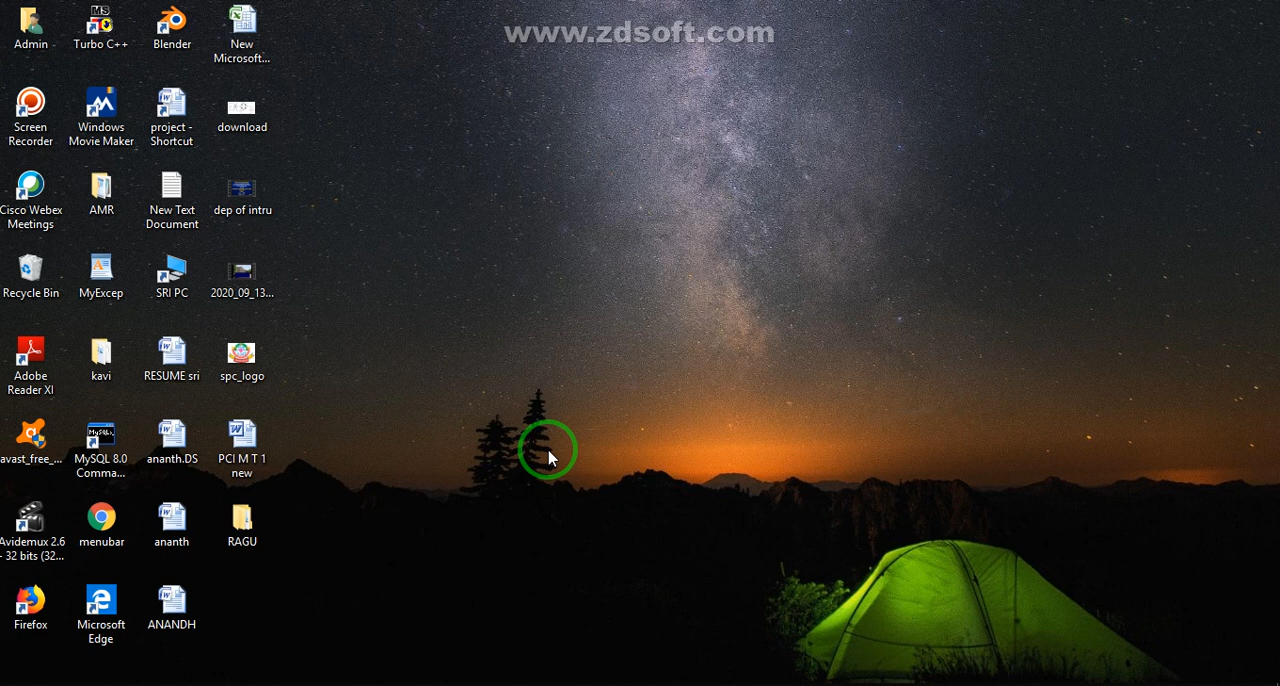 www.zdsoft.com
Admin
Turbo C++
Blender
New
Microsoft...
Screen
Recorder
Windows
Movie Maker
project -
Shortcut
download
Cisco Webex
Meetings
AMR
New Text
Document
dep of intru
Recycle Bin
MyExcep
SRI PC
2020_09_13...
Adobe
Reader XI
kavi
RESUME sri
spc_logo
avast_free_...
MySQL 8.0
Comma...
ananth.DS
PCI M T 1
new
Avidemux 2.6
- 32 bits (32...
menubar
ananth
RAGU
Firefox
Microsoft
Edge
ANANDH